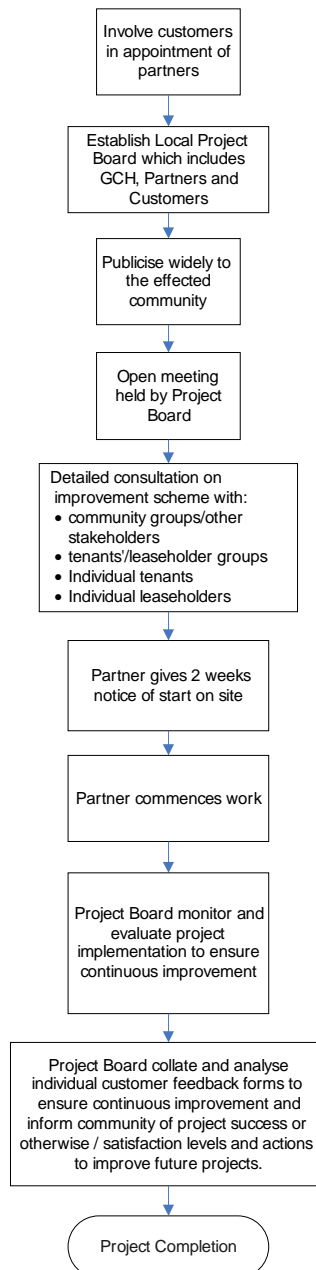 Involve customers
in appointment of
partners
Establish Local Project
Board which includes
GCH, Partners and
Customers
Publicise widely to
the effected
community
Open meeting
held by Project
Board
Detailed consultation on
improvement scheme with:
• community groups/other
stakeholders
• tenants'/leaseholder groups
• Individual tenants
• Individual leaseholders
Partner gives 2 weeks
notice of start on site
Partner commences work
Project Board monitor and
evaluate project
implementation to ensure
continuous improvement
Project Board collate and analyse
individual customer feedback forms to
ensure continuous improvement and
inform community of project success or
otherwise / satisfaction levels and actions
to improve future projects.
Project Completion